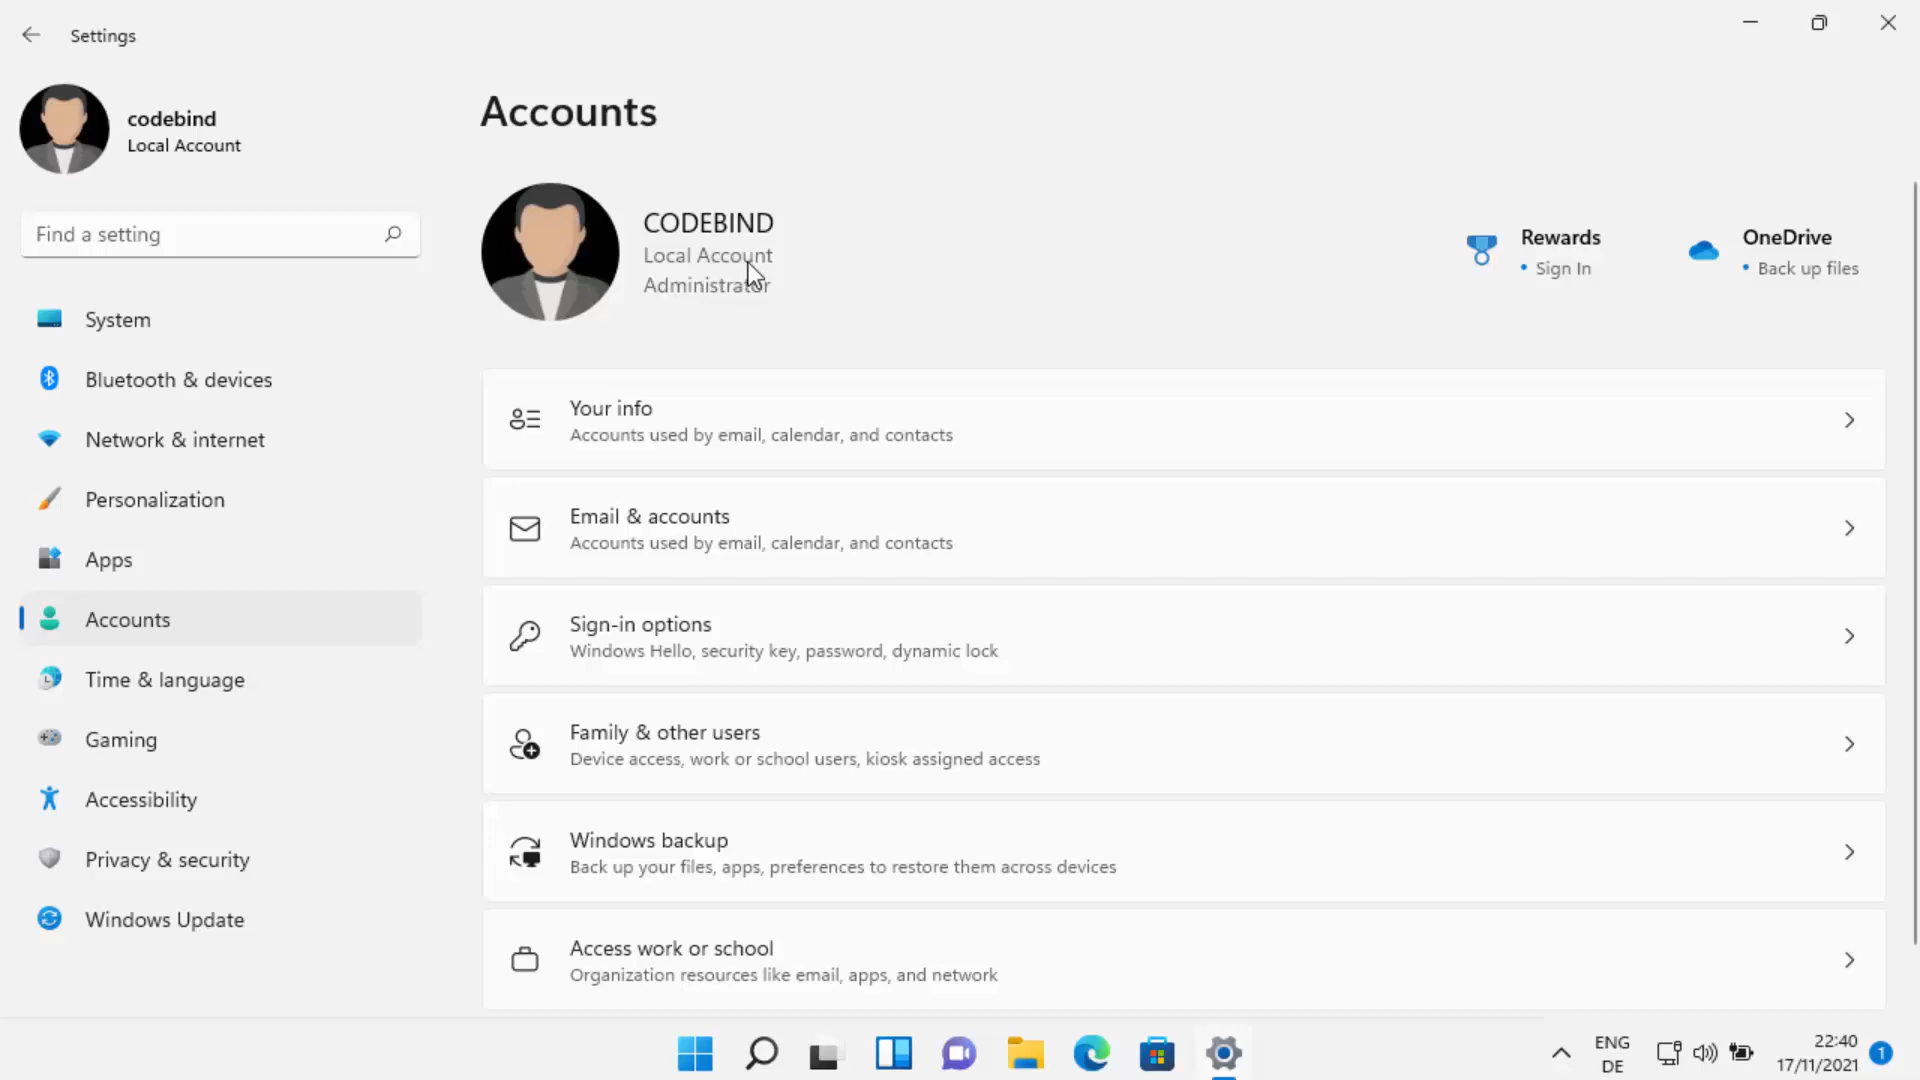 Settings
codebind
Local Account
Find a setting
System
Bluetooth & devices
Network & internet
Personalization
Apps
Accounts
Time & language
Gaming
Accessibility
Privacy & security
Windows Update
Accounts
CODEBIND
Local Account
Administrator
Rewards
• Sign In
OneDrive
• Back up files
Your info
Accounts used by email, calendar, and contacts
Email & accounts
Accounts used by email, calendar, and contacts
Sign-in options
Windows Hello, security key, password, dynamic lock
Family & other users
Device access, work or school users, kiosk assigned access
Windows backup
Back up your files, apps, preferences to restore them across devices
Access work or school
Organization resources like email, apps, and network
ENG
DE
22:40
17/11/2021
1